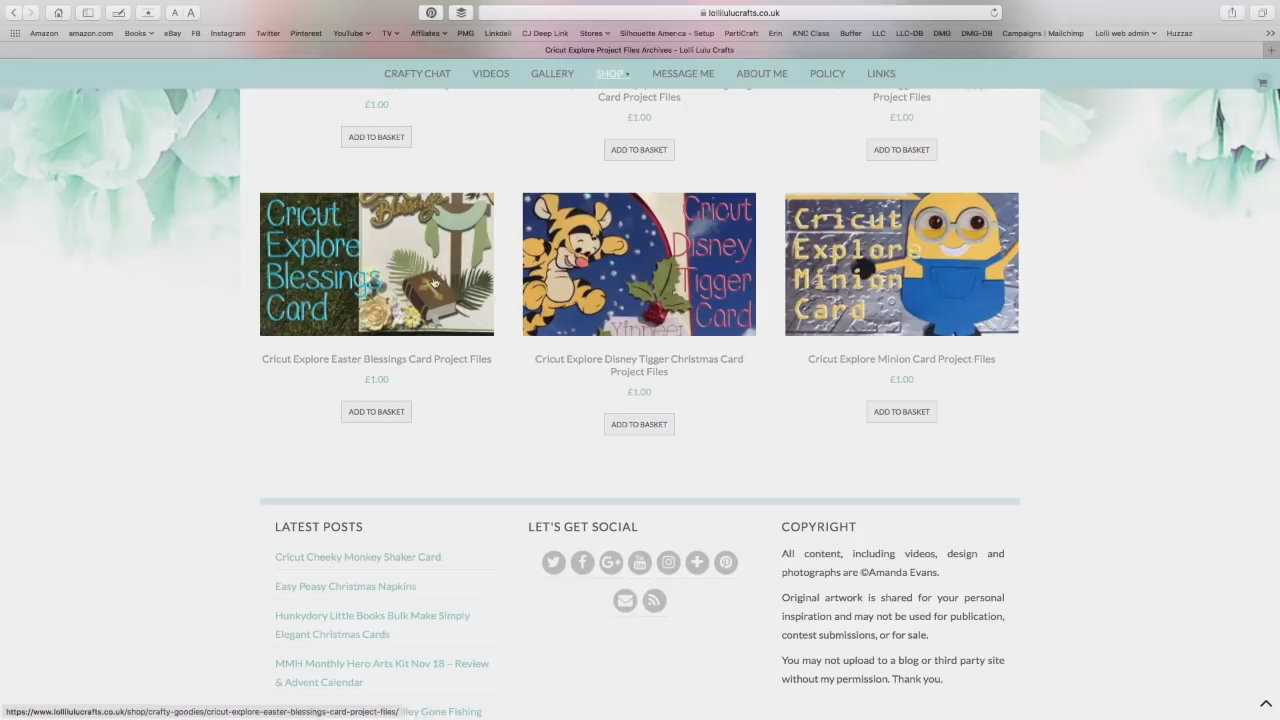 lollilulucrafts.co.uk
Amazon amazon.com Books eBay FB Instagram Twitter Pinterest YouTube TV Affliates PMG Linkdeli CJ Deep Link Stores Silhouette America - Setup PartiCraft Erin KNC Class Buffer LLC LLC-DB DMG DMG-DB Campaigns | Mailchimp Lolli web admin Huzzaz
Cricut Explore Project Files Archives - Lolli Lulu Crafts
CRAFTY CHAT VIDEOS GALLERY SHOP MESSAGE ME ABOUT ME POLICY LINKS
£1.00
ADD TO BASKET
Card Project Files
£1.00
ADD TO BASKET
Project Files
£1.00
ADD TO BASKET
Cricut
Explore
Blessings
Card
Blessings
Cricut Explore Easter Blessings Card Project Files
£1.00
ADD TO BASKET
Cricut
Disney
Tigger
Card
Cricut Explore Disney Tigger Christmas Card
Project Files
£1.00
ADD TO BASKET
Cricut
Explore
Minion
Card
Cricut Explore Minion Card Project Files
£1.00
ADD TO BASKET
LATEST POSTS
Cricut Cheeky Monkey Shaker Card
Easy Peasy Christmas Napkins
Hunkydory Little Books Bulk Make Simply
Elegant Christmas Cards
MMH Monthly Hero Arts Kit Nov 18 – Review
& Advent Calendar
lley Gone Fishing
LET'S GET SOCIAL
COPYRIGHT
All content, including videos, design and
photographs are ©Amanda Evans.
Original artwork is shared for your personal
inspiration and may not be used for publication,
contest submissions, or for sale.
You may not upload to a blog or third party site
without my permission. Thank you.
https://www.lollilulucrafts.co.uk/shop/crafty-goodies/cricut-explore-easter-blessings-card-project-files/